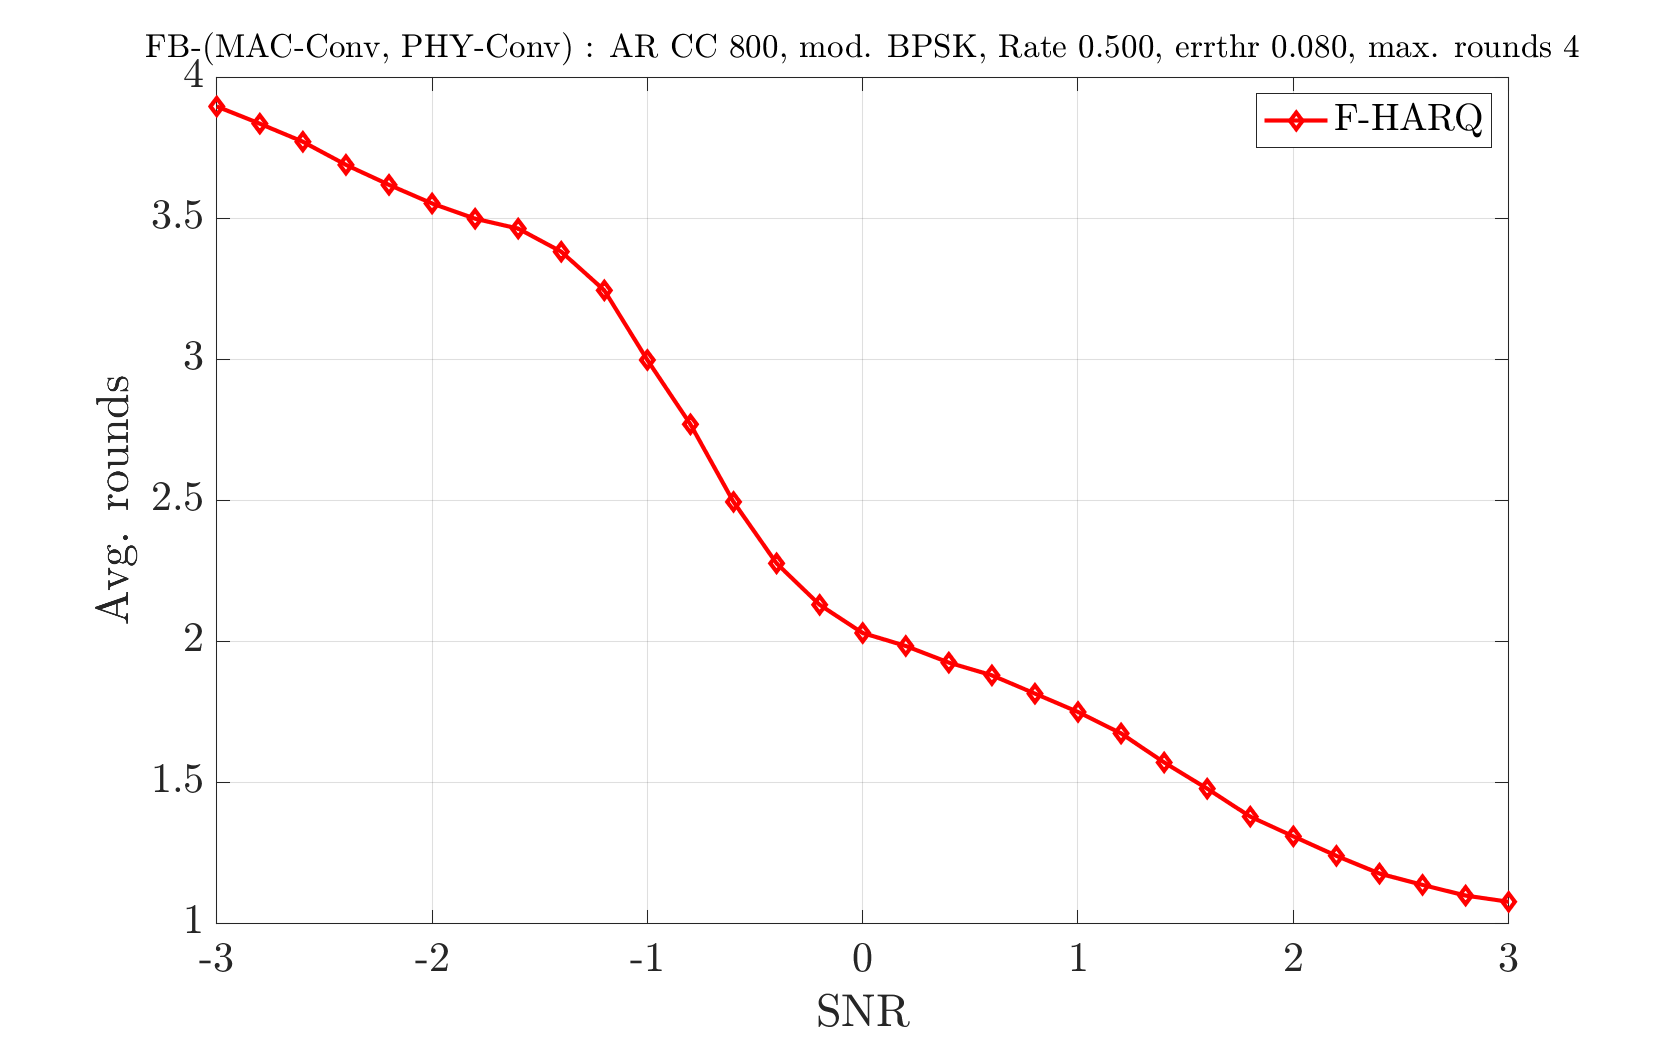 FB-(MAC-Conv, PHY-Conv) : AR CC 800, mod. BPSK, Rate 0.500, errthr 0.080, max. rounds 4
4
F-HARQ
3.5
3
2.5
2
1.5
1
Avg. rounds
-3 -2 -1 0 1 2 3
SNR